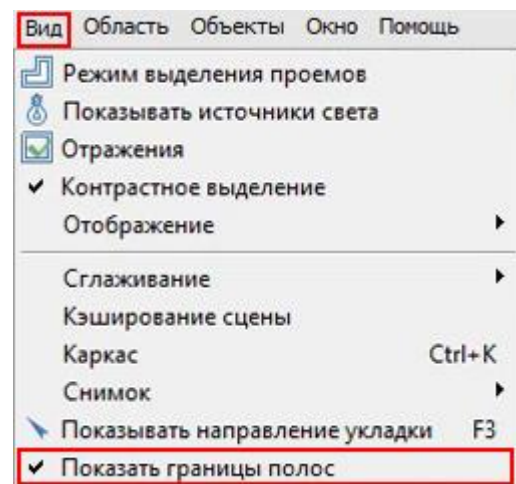 Вид Область Объекты Окно Помощь
Режим выделения проемов
Показывать источники света
Отражения
Контрастное выделение
Отображение
Сглаживание
Кэширование сцены
Каркас Ctrl+K
Снимок
Показывать направление укладки F3
Показать границы полос